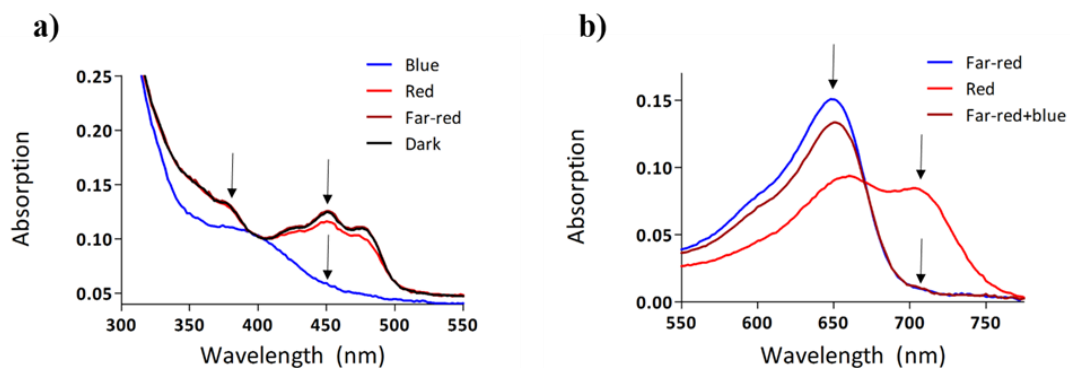 a)
Absorption
0.25
0.20
0.15
0.10
0.05
300 350 400 450 500 550
Wavelength (nm)
Blue
Red
Far-red
Dark
b)
Absorption
0.15
0.10
0.05
0.00
550 600 650 700 750
Wavelength (nm)
Far-red
Red
Far-red+blue